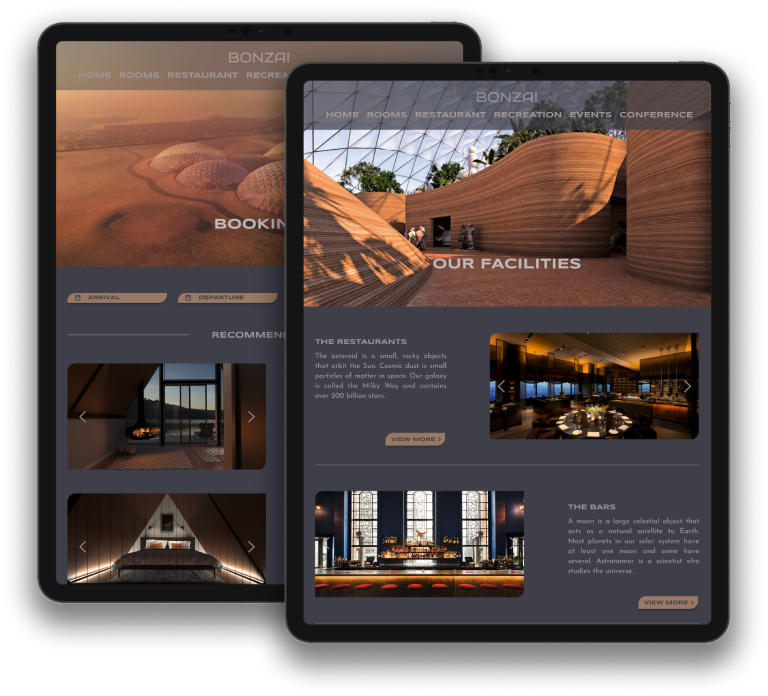 BONZAI
HOME ROOMS RESTAURANT RECREA
BOOKIN
ARRIVAL DEPARTURE
RECOMMEN
BONZAI
HOME ROOMS RESTAURANT RECREATION EVENTS CONFERENCE
OUR FACILITIES
THE RESTAURANTS
The asteroid is a small, rocky objects
that orbit the Sun. Cosmic dust is small
particles of matter in space. Our galaxy
is called the Milky Way and contains
over 200 billion stars.
VIEW MORE >
THE BARS
A moon is a large celestial object that
acts as a natural satellite to Earth.
Most planets in our solar system have
at least one moon and some have
several. Astronomer is a scientist who
studies the universe.
VIEW MORE >